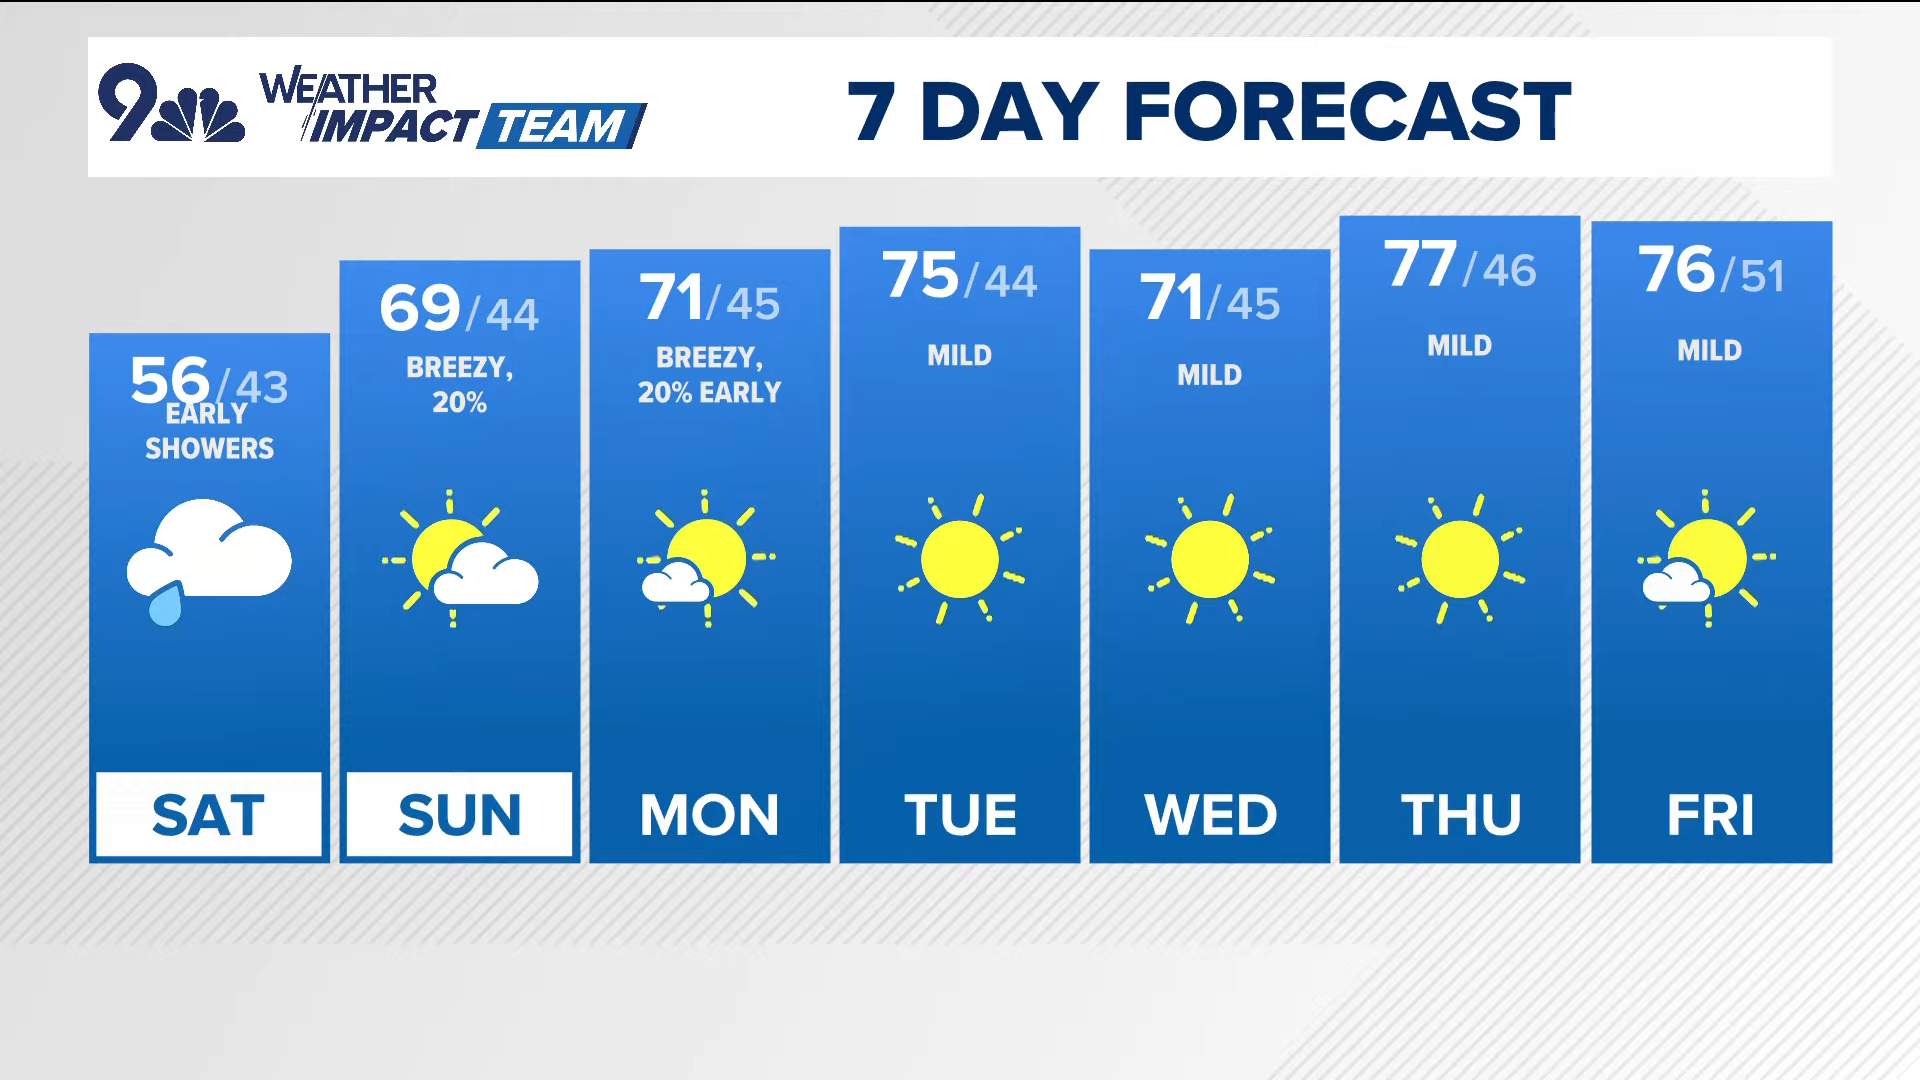 9 WEATHER
IMPACT TEAM
7 DAY FORECAST
56/43
EARLY
SHOWERS
SAT
69/44
BREEZY,
20%
SUN
71/45
BREEZY,
20% EARLY
MON
75/44
MILD
TUE
71/45
MILD
WED
77/46
MILD
THU
76/51
MILD
FRI